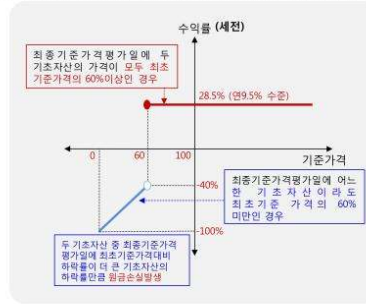 수익률 (세전)
최종기준가격평가일에 두
기초자산의 가격이 모두 최초
기준가격의 60%이상인 경우
28.5% (연9.5% 수준)
0 60 100
기준가격
-40%
최종기준가격평가일에 어느
한 기초자산이라도
최초기준 가격의 60%
미만인 경우
-100%
두 기초자산 중 최종기준가격
평가일에 최초기준가격대비
하락률이 더 큰 기초자산의
하락률만큼 원금손실발생